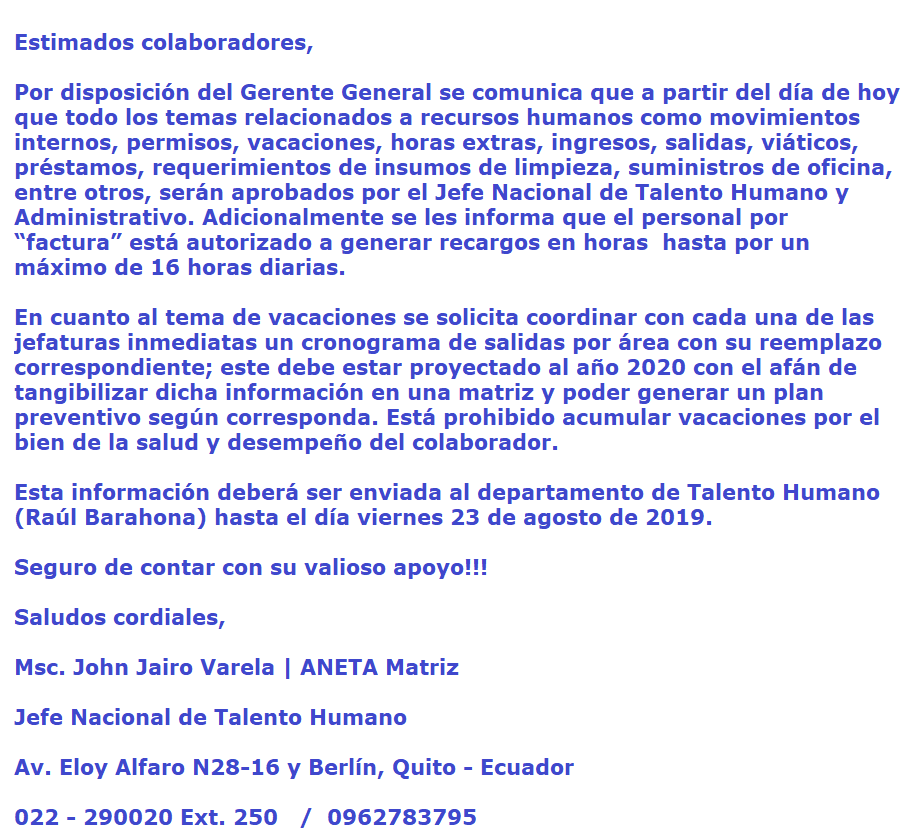 Estimados colaboradores,
Por disposición del Gerente General se comunica que a partir del día de hoy
que todo los temas relacionados a recursos humanos como movimientos
internos, permisos, vacaciones, horas extras, ingresos, salidas, viáticos,
préstamos, requerimientos de insumos de limpieza, suministros de oficina,
entre otros, serán aprobados por el Jefe Nacional de Talento Humano y
Administrativo. Adicionalmente se les informa que el personal por
“factura” está autorizado a generar recargos en horas  hasta por un
máximo de 16 horas diarias.
En cuanto al tema de vacaciones se solicita coordinar con cada una de las
jefaturas inmediatas un cronograma de salidas por área con su reemplazo
correspondiente; este debe estar proyectado al año 2020 con el afán de
tangibilizar dicha información en una matriz y poder generar un plan
preventivo según corresponda. Está prohibido acumular vacaciones por el
bien de la salud y desempeño del colaborador.
Esta información deberá ser enviada al departamento de Talento Humano
(Raúl Barahona) hasta el día viernes 23 de agosto de 2019.
Seguro de contar con su valioso apoyo!!!
Saludos cordiales,
Msc. John Jairo Varela | ANETA Matriz
Jefe Nacional de Talento Humano
Av. Eloy Alfaro N28-16 y Berlín, Quito - Ecuador
022 - 290020 Ext. 250   /  0962783795